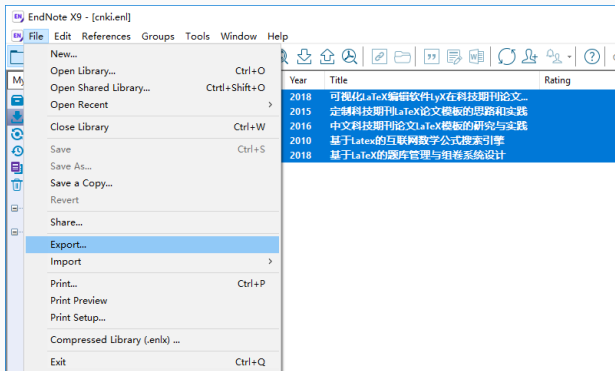 EndNote X9 - [cnki.enl]
File Edit References Groups Tools Window Help
New...
Open Library... Ctrl+O
Open Shared Library... Ctrtl+Shift+O
Open Recent
Close Library Ctrl+W
Save Ctrl+S
Save As...
Save a Copy...
Revert
Share...
Export...
Import
Print... Ctrl+P
Print Preview
Print Setup...
Compressed Library (.enlx) ...
Exit Ctrl+Q
My
Year Title Rating
2018 可视化LaTeX编辑软件LyX在科技期刊论文...
2015 定制科技期刊LaTeX论文模板的思路和实践
2016 中文科技期刊论文LaTeX模板的研究与实践
2010 基于Latex的互联网数学公式搜索引擎
2018 基于LaTeX的题库管理与组卷系统设计